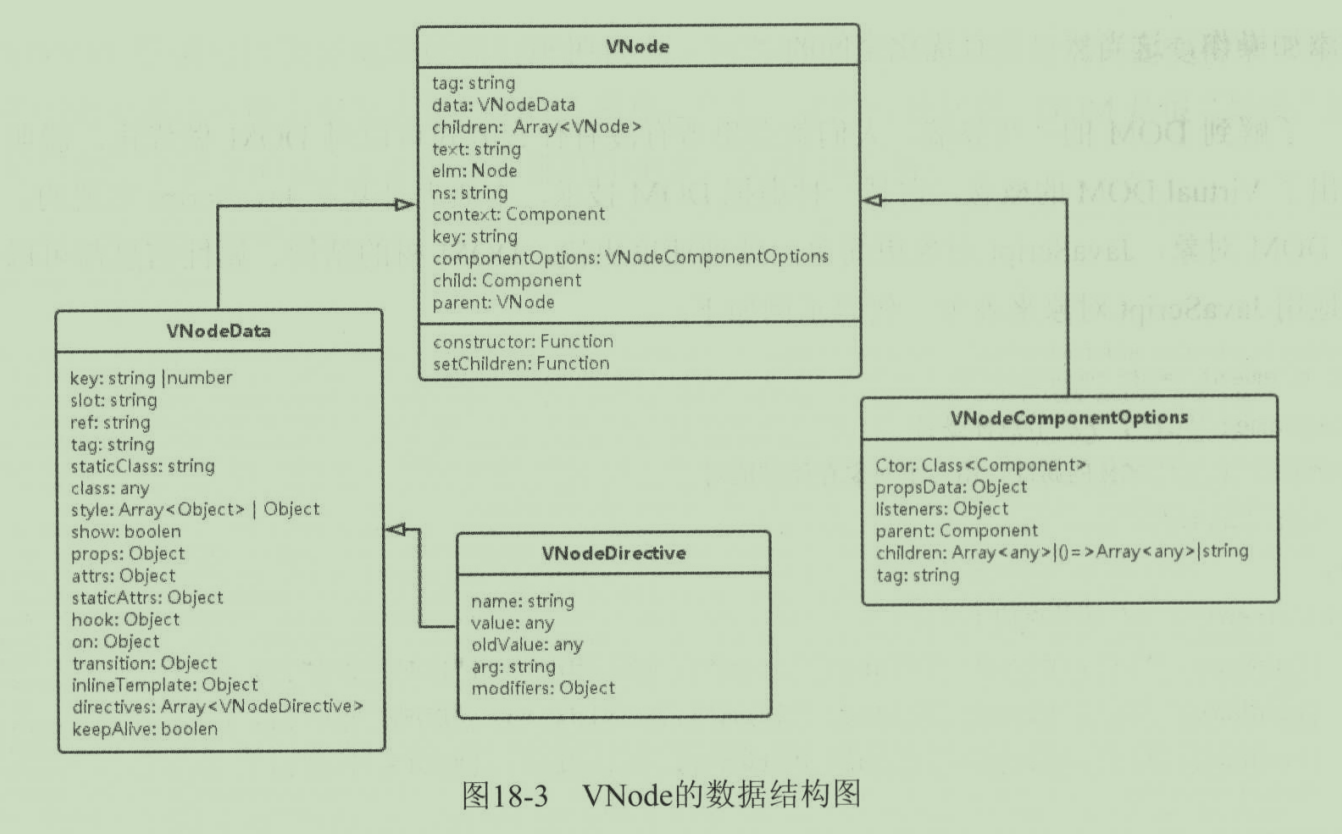 VNode
tag: string
data: VNodeData
children: Array<VNode>
text: string
elm: Node
ns: string
context: Component
key: string
componentOptions: VNodeComponentOptions
child: Component
parent: VNode
constructor: Function
setChildren: Function
VNodeData
key: string |number
slot: string
ref: string
tag: string
staticClass: string
class: any
style: Array<Object> | Object
show: boolen
props: Object
attrs: Object
staticAttrs: Object
hook: Object
on: Object
transition: Object
inlineTemplate: Object
directives: Array<VNodeDirective>
keepAlive: boolen
VNodeDirective
name: string
value: any
oldValue: any
arg: string
modifiers: Object
VNodeComponentOptions
Ctor: Class<Component>
propsData: Object
listeners: Object
parent: Component
children: Array<any>|()=>Array<any>|string
tag: string
图18-3 VNode的数据结构图